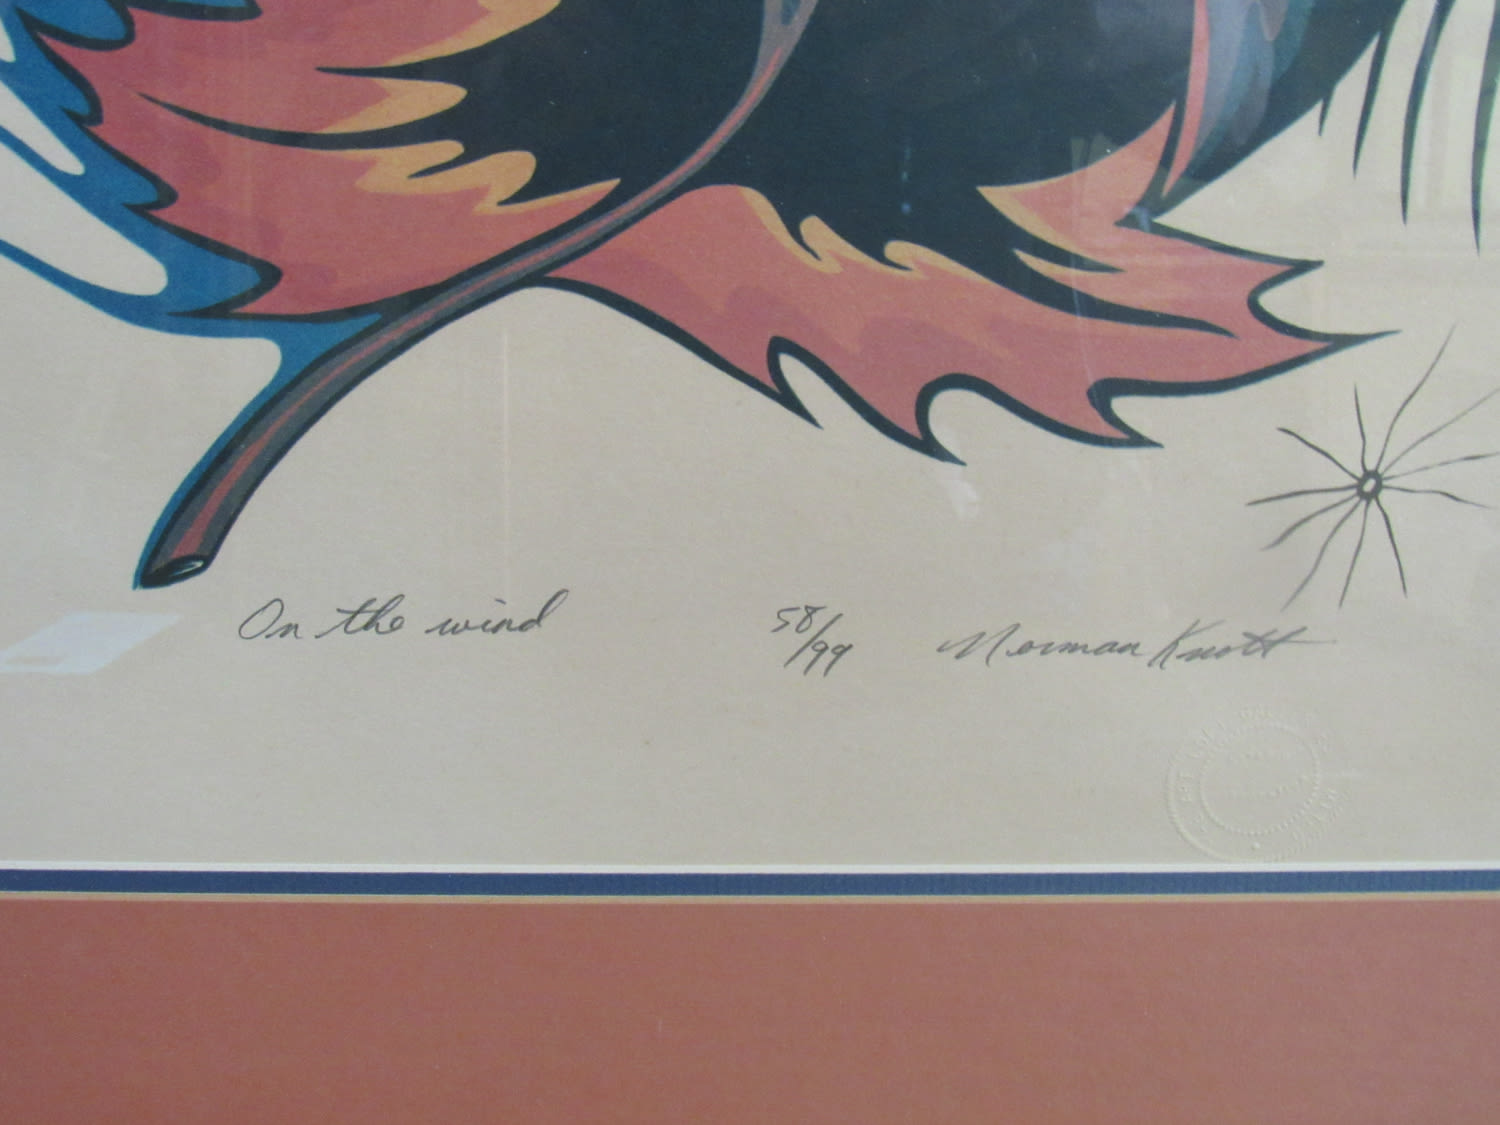 On the wind 58/99 Norman Knott